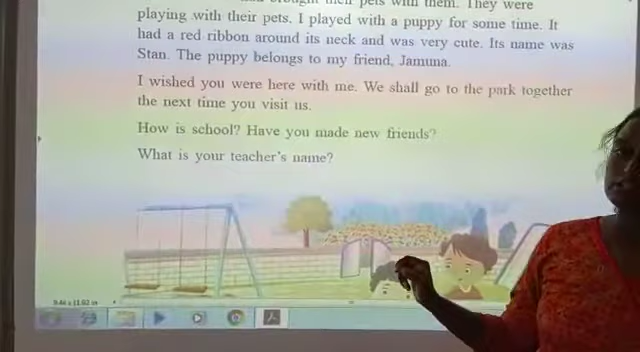 their pets with them. They were
playing with their pets. I played with a puppy for some time. It
had a red ribbon around its neck and was very cute. Its name was
Stan. The puppy belongs to my friend, Jamuna.
I wished you were here with me. We shall go to the park together
the next time you visit us.
How is school? Have you made new friends?
What is your teacher's name?